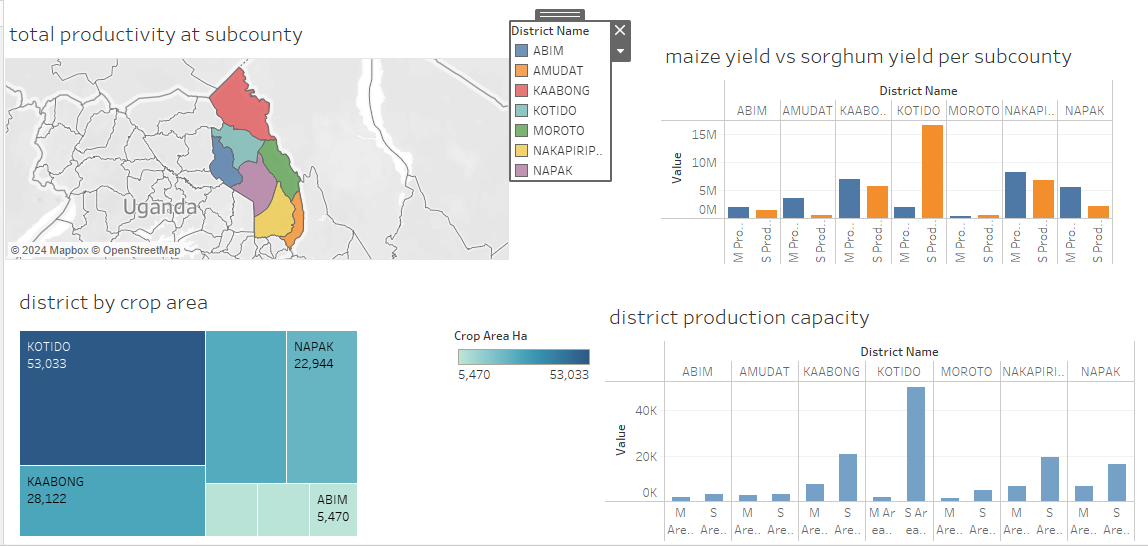 total productivity at subcounty
Uganda
© 2024 Mapbox © OpenStreetMap
District Name
ABIM
AMUDAT
KAABONG
KOTIDO
MOROTO
NAKAPIRIP..
NAPAK
maize yield vs sorghum yield per subcounty
District Name
ABIM AMUDAT KAABO.. KOTIDO MOROTO NAKAPI.. NAPAK
Value
15M
10M
5M
0M
M Pro.. S Prod.. M Pro.. S Prod.. M Pro.. S Prod.. M Pro.. S Prod.. M Pro.. S Prod.. M Pro.. S Prod.. M Pro.. S Prod..
district by crop area
KOTIDO
53,033
NAPAK
22,944
KAABONG
28,122
ABIM
5,470
Crop Area Ha
5,470 53,033
district production capacity
District Name
ABIM AMUDAT KAABONG KOTIDO MOROTO NAKAPIRI.. NAPAK
Value
40K
20K
0K
M S M S M S M Ar S Ar M S M S M S
Are.. Are.. Are.. Are.. Are.. Are.. ea.. ea.. Are.. Are.. Are.. Are.. Are.. Are..